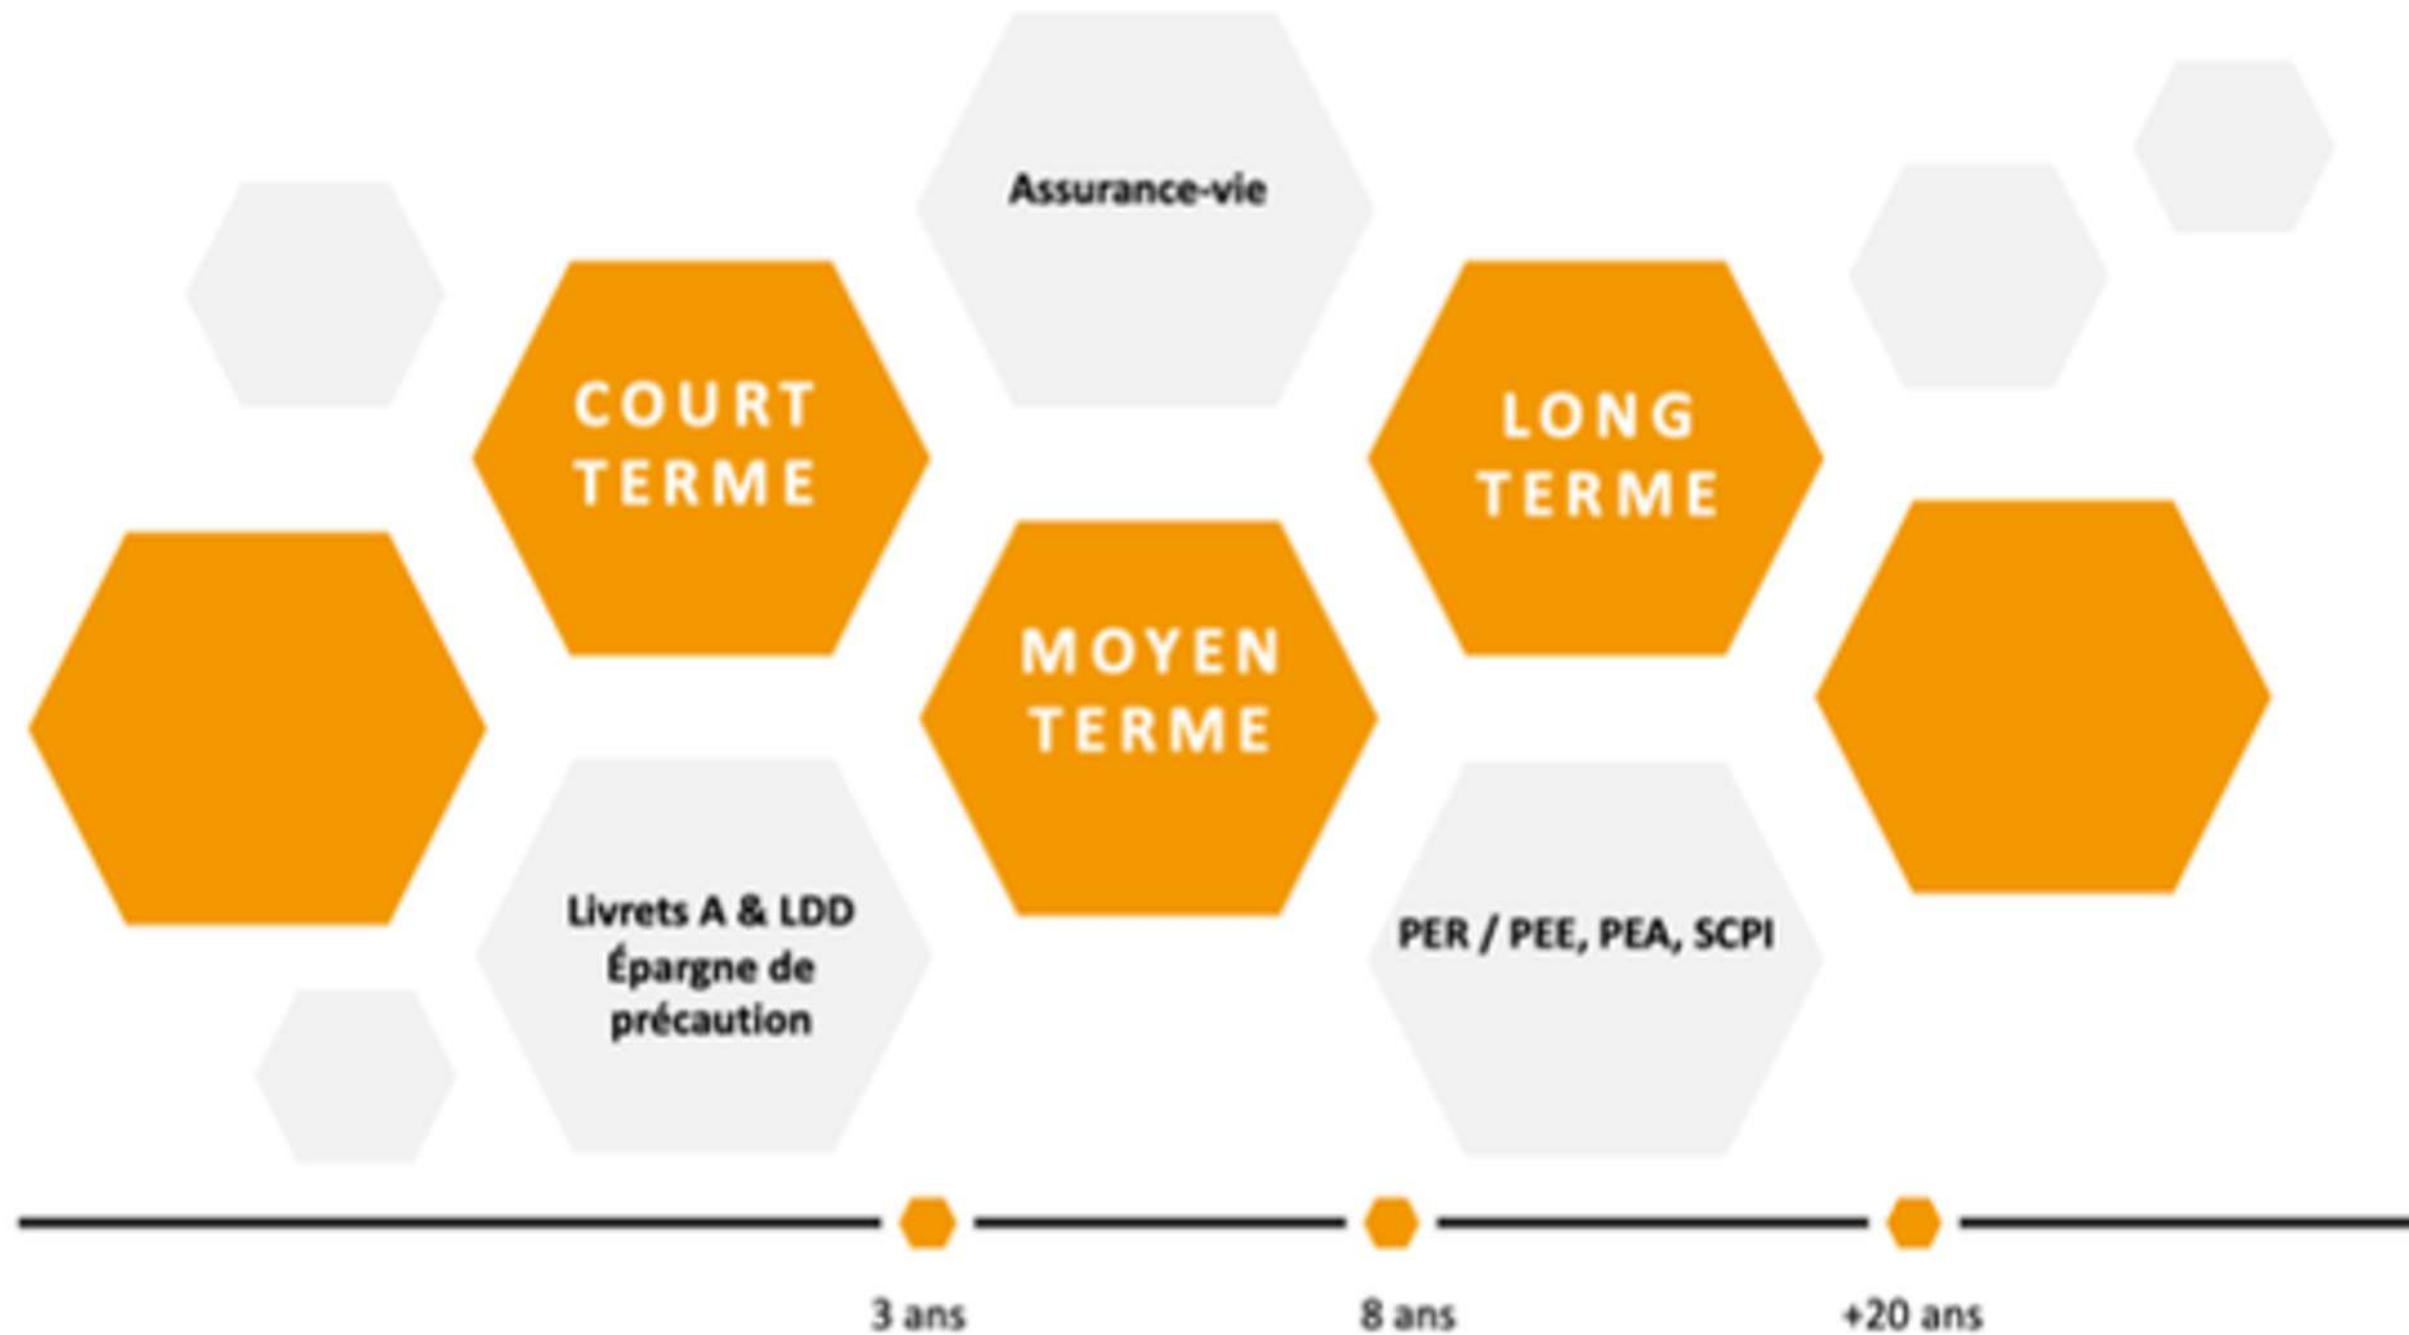 Assurance-vie
COURT
TERME
LONG
TERME
MOYEN
TERME
Livrets A & LDD
Épargne de
précaution
PER / PEE, PEA, SCPI
3 ans
8 ans
+20 ans